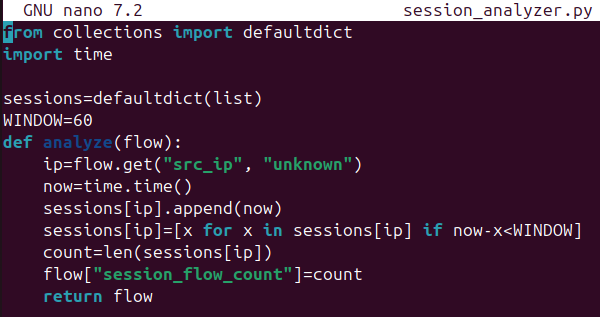 GNU nano 7.2 session_analyzer.py
from collections import defaultdict
import time

sessions=defaultdict(list)
WINDOW=60
def analyze(flow):
    ip=flow.get("src_ip", "unknown")
    now=time.time()
    sessions[ip].append(now)
    sessions[ip]=[x for x in sessions[ip] if now-x<WINDOW]
    count=len(sessions[ip])
    flow["session_flow_count"]=count
    return flow